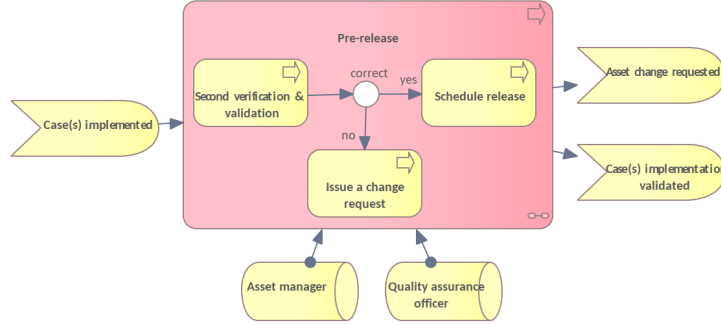 Pre-release
Second verification &
validation
correct
yes
Schedule release
no
Issue a change
request
Case(s) implemented
Asset change requested
Case(s) implementation
validated
Asset manager
Quality assurance
officer